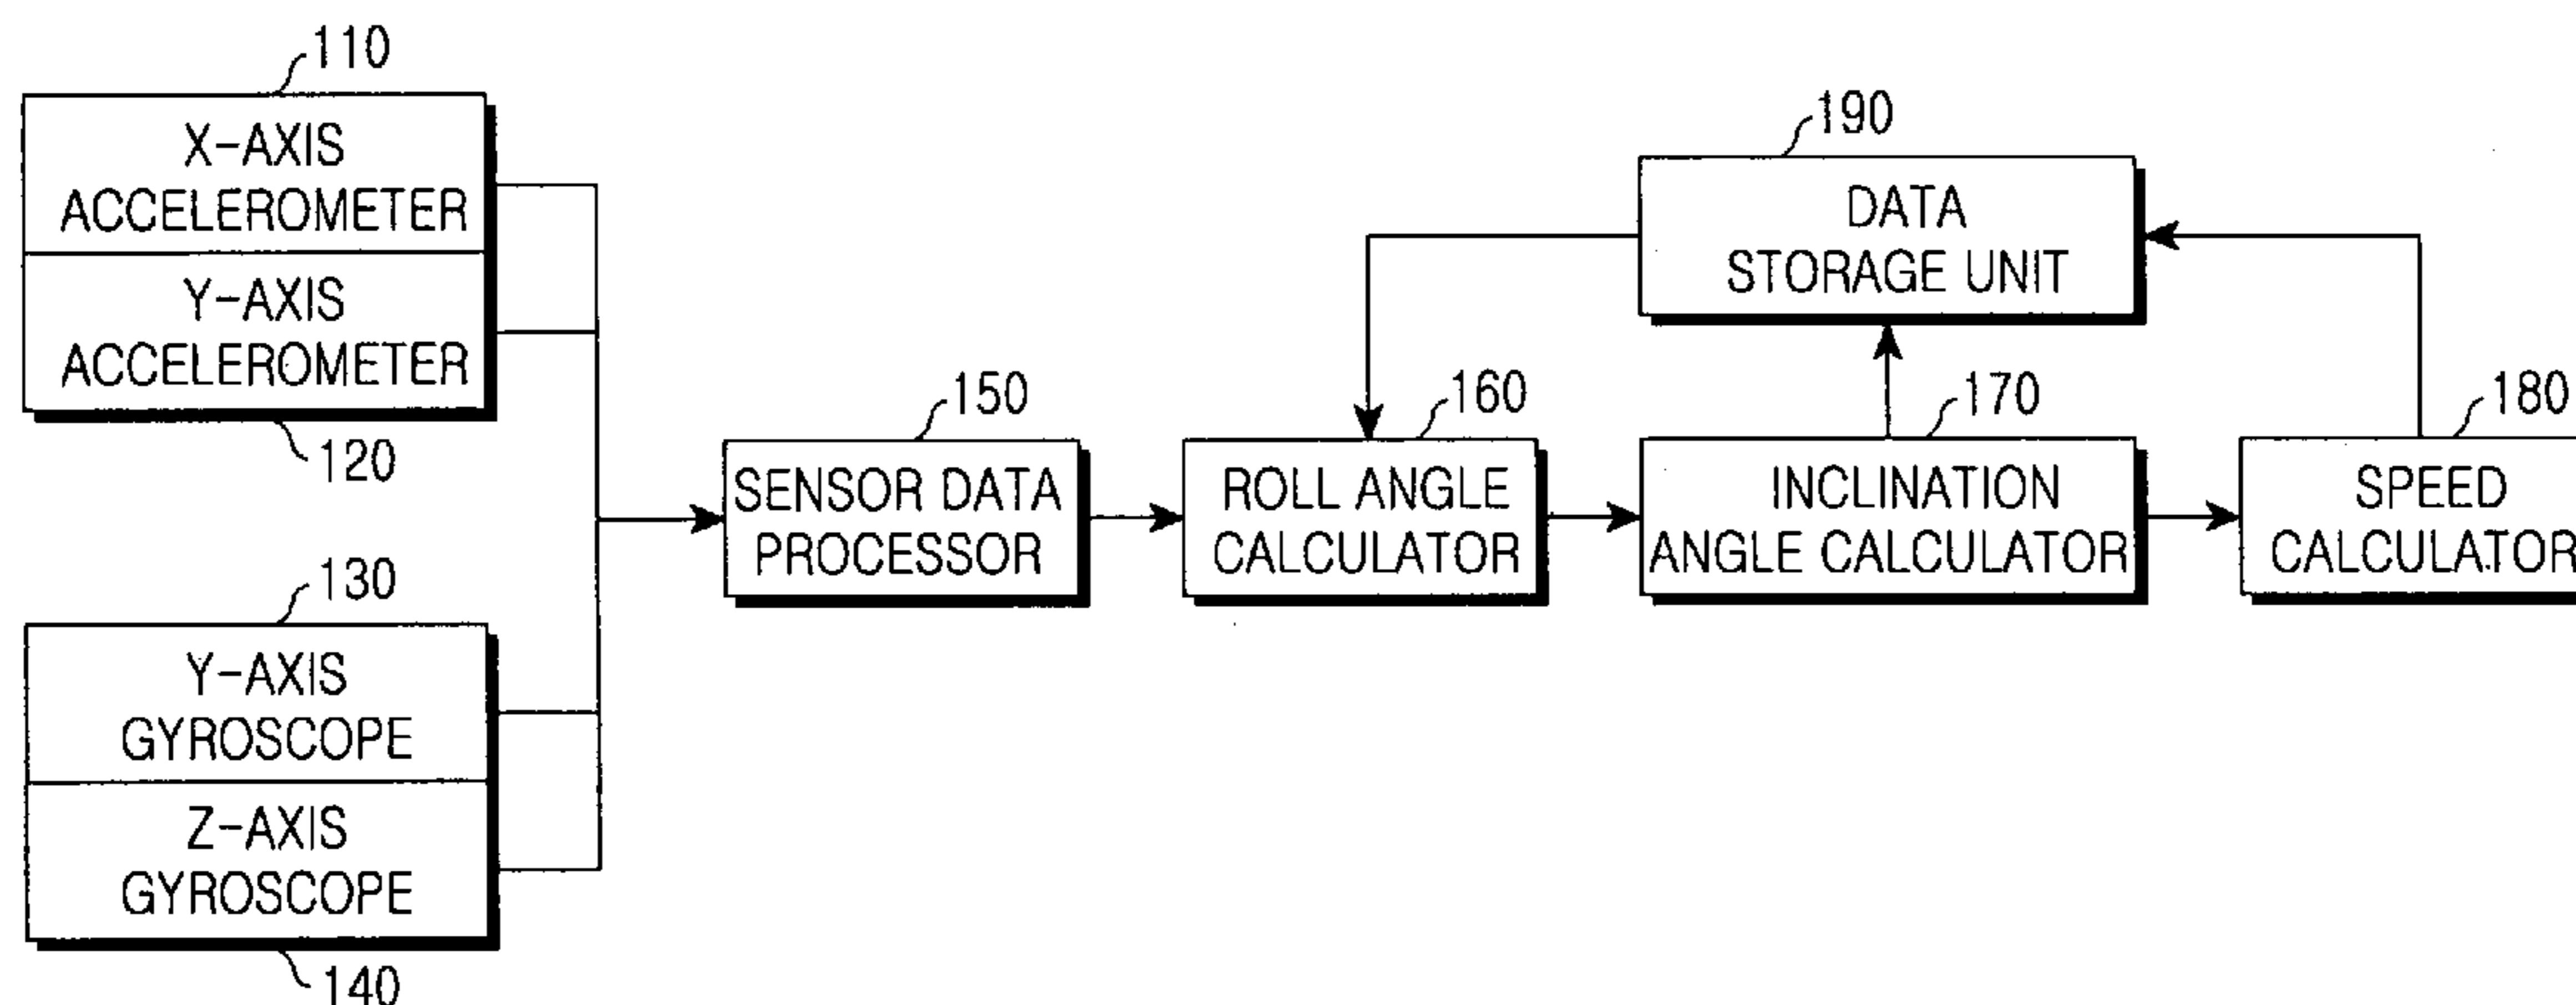 110
X-AXIS
ACCELEROMETER
Y-AXIS
ACCELEROMETER
120
130
Y-AXIS
GYROSCOPE
Z-AXIS
GYROSCOPE
140
150
SENSOR DATA
PROCESSOR
160
ROLL ANGLE
CALCULATOR
170
INCLINATION
ANGLE CALCULATOR
180
SPEED
CALCULATOR
190
DATA
STORAGE UNIT